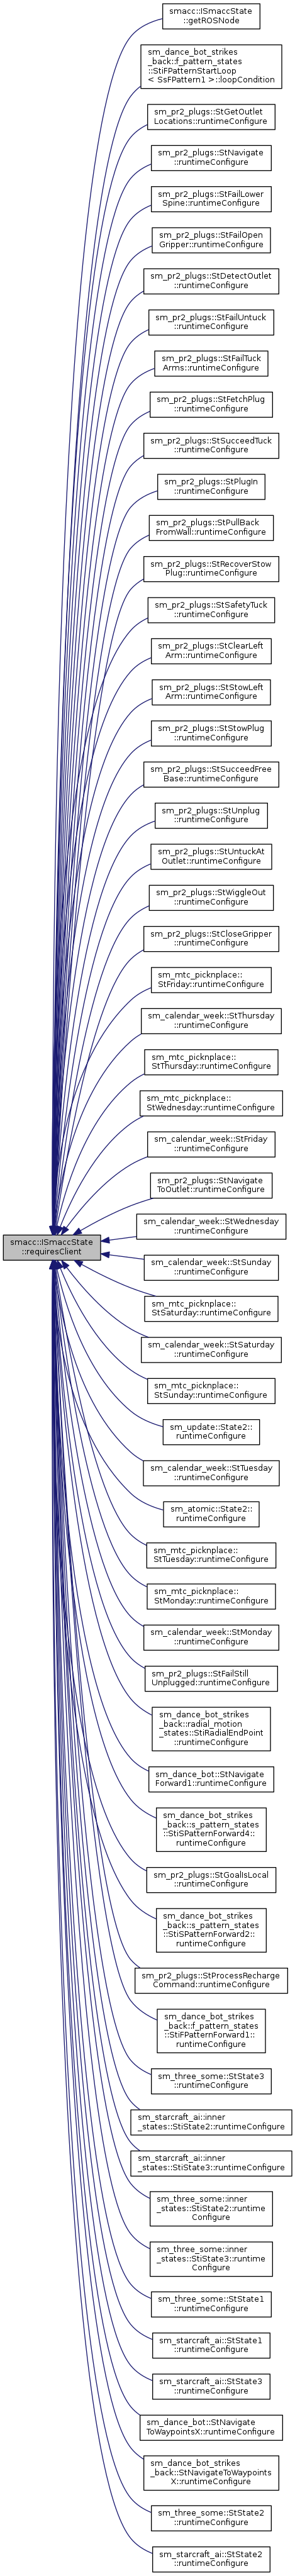 smacc::ISmaccState
::getROSNode
sm_dance_bot_strikes
_back::f_pattern_states
::StiFPatternStartLoop
< SsFPattern1 >::loopCondition
sm_pr2_plugs::StGetOutlet
Locations::runtimeConfigure
sm_pr2_plugs::StNavigate
::runtimeConfigure
sm_pr2_plugs::StFailLower
Spine::runtimeConfigure
sm_pr2_plugs::StFailOpen
Gripper::runtimeConfigure
sm_pr2_plugs::StDetectOutlet
::runtimeConfigure
sm_pr2_plugs::StFailUntuck
::runtimeConfigure
sm_pr2_plugs::StFailTuck
Arms::runtimeConfigure
sm_pr2_plugs::StFetchPlug
::runtimeConfigure
sm_pr2_plugs::StSucceedTuck
::runtimeConfigure
sm_pr2_plugs::StPlugIn
::runtimeConfigure
sm_pr2_plugs::StPullBack
FromWall::runtimeConfigure
sm_pr2_plugs::StRecoverStow
Plug::runtimeConfigure
sm_pr2_plugs::StSafetyTuck
::runtimeConfigure
sm_pr2_plugs::StClearLeft
Arm::runtimeConfigure
sm_pr2_plugs::StStowLeft
Arm::runtimeConfigure
sm_pr2_plugs::StStowPlug
::runtimeConfigure
sm_pr2_plugs::StSucceedFree
Base::runtimeConfigure
sm_pr2_plugs::StUnplug
::runtimeConfigure
sm_pr2_plugs::StUntuckAt
Outlet::runtimeConfigure
sm_pr2_plugs::StWiggleOut
::runtimeConfigure
sm_pr2_plugs::StCloseGripper
::runtimeConfigure
sm_mtc_picknplace::
StFriday::runtimeConfigure
sm_calendar_week::StThursday
::runtimeConfigure
sm_mtc_picknplace::
StThursday::runtimeConfigure
sm_mtc_picknplace::
StWednesday::runtimeConfigure
sm_calendar_week::StFriday
::runtimeConfigure
sm_pr2_plugs::StNavigate
ToOutlet::runtimeConfigure
sm_calendar_week::StWednesday
::runtimeConfigure
smacc::ISmaccState
::requiresClient
sm_calendar_week::StSunday
::runtimeConfigure
sm_mtc_picknplace::
StSaturday::runtimeConfigure
sm_calendar_week::StSaturday
::runtimeConfigure
sm_mtc_picknplace::
StSunday::runtimeConfigure
sm_update::State2::
runtimeConfigure
sm_calendar_week::StTuesday
::runtimeConfigure
sm_atomic::State2::
runtimeConfigure
sm_mtc_picknplace::
StTuesday::runtimeConfigure
sm_mtc_picknplace::
StMonday::runtimeConfigure
sm_calendar_week::StMonday
::runtimeConfigure
sm_pr2_plugs::StFailStill
Unplugged::runtimeConfigure
sm_dance_bot_strikes
_back::radial_motion
_states::StiRadialEndPoint
::runtimeConfigure
sm_dance_bot::StNavigate
Forward1::runtimeConfigure
sm_dance_bot_strikes
_back::s_pattern_states
::StiSPatternForward4::
runtimeConfigure
sm_pr2_plugs::StGoalIsLocal
::runtimeConfigure
sm_dance_bot_strikes
_back::s_pattern_states
::StiSPatternForward2::
runtimeConfigure
sm_pr2_plugs::StProcessRecharge
Command::runtimeConfigure
sm_dance_bot_strikes
_back::f_pattern_states
::StiFPatternForward1::
runtimeConfigure
sm_three_some::StState3
::runtimeConfigure
sm_starcraft_ai::inner
_states::StiState2::runtimeConfigure
sm_starcraft_ai::inner
_states::StiState3::runtimeConfigure
sm_three_some::inner
_states::StiState2::runtime
Configure
sm_three_some::inner
_states::StiState3::runtime
Configure
sm_three_some::StState1
::runtimeConfigure
sm_starcraft_ai::StState1
::runtimeConfigure
sm_starcraft_ai::StState3
::runtimeConfigure
sm_dance_bot::StNavigate
ToWaypointsX::runtimeConfigure
sm_dance_bot_strikes
_back::StNavigateToWaypoints
X::runtimeConfigure
sm_three_some::StState2
::runtimeConfigure
sm_starcraft_ai::StState2
::runtimeConfigure